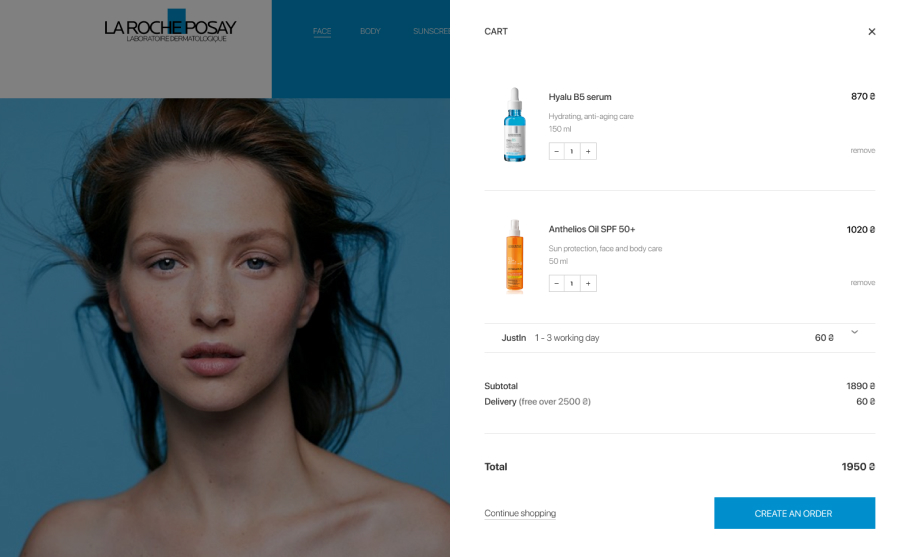 LA ROCHE POSAY
LABORATOIRE DERMATOLOGIQUE
FACE
BODY
CART
×
Hyalu B5 serum
870 ₴
Hydrating, anti-aging care
150 ml
− 1 +
remove
Anthelios Oil SPF 50+
1020 ₴
Sun protection, face and body care
50 ml
− 1 +
remove
JustIn 1 - 3 working day 60 ₴
Subtotal 1890 ₴
Delivery (free over 2500 ₴) 60 ₴
Total 1950 ₴
Continue shopping
CREATE AN ORDER